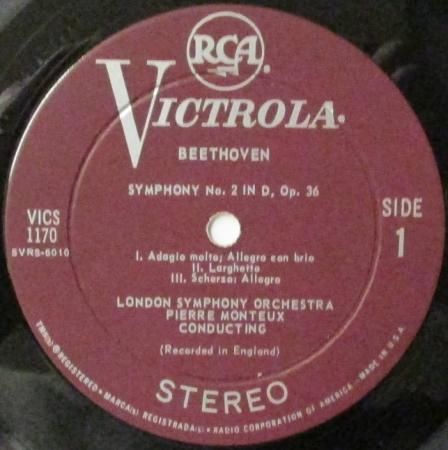 RCA
VICTROLA
BEETHOVEN
SYMPHONY No. 2 IN D, Op. 36
VICS
1170
SVRS-6010
SIDE
1
I. Adagio molto; Allegro con brio
II. Larghetto
III. Scherzo: Allegro
LONDON SYMPHONY ORCHESTRA
PIERRE MONTEUX
CONDUCTING
(Recorded in England)
STEREO
TMK(s) ® REGISTERED • MARCA(s) REGISTRADA(s) • RADIO CORPORATION OF AMERICA — MADE IN U.S.A.